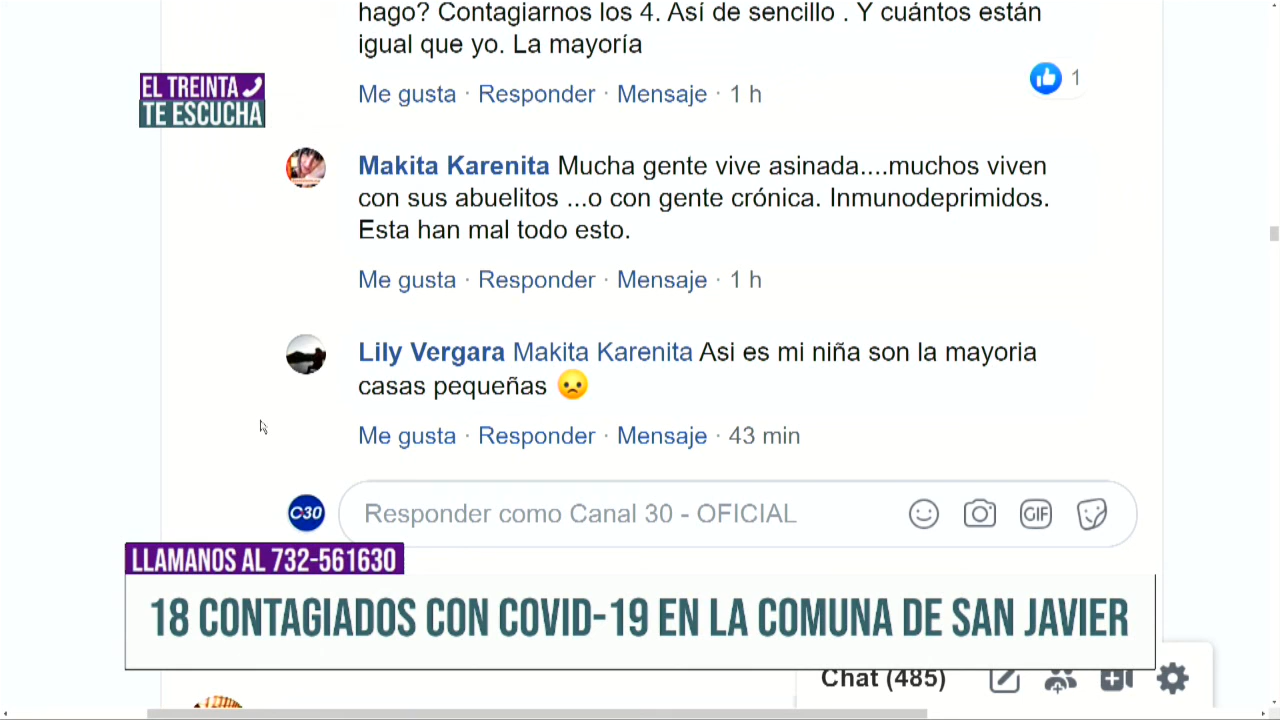 hago? Contagiarnos los 4. Así de sencillo . Y cuántos están
igual que yo. La mayoría
Me gusta · Responder · Mensaje · 1 h
1
EL TREINTA
TE ESCUCHA
Makita Karenita Mucha gente vive asinada....muchos viven
con sus abuelitos ...o con gente crónica. Inmunodeprimidos.
Esta han mal todo esto.
Me gusta · Responder · Mensaje · 1 h
Lily Vergara Makita Karenita Asi es mi niña son la mayoria
casas pequeñas
Me gusta · Responder · Mensaje · 43 min
C30
Responder como Canal 30 - OFICIAL
GIF
LLAMANOS AL 732-561630
18 CONTAGIADOS CON COVID-19 EN LA COMUNA DE SAN JAVIER
Chat (485)